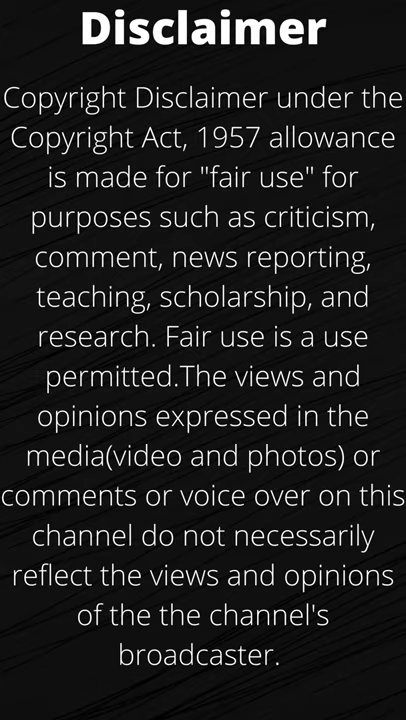 Disclaimer
Copyright Disclaimer under the
Copyright Act, 1957 allowance
is made for "fair use" for
purposes such as criticism,
comment, news reporting,
teaching, scholarship, and
research. Fair use is a use
permitted.The views and
opinions expressed in the
media(video and photos) or
comments or voice over on this
channel do not necessarily
reflect the views and opinions
of the the channel's
broadcaster.